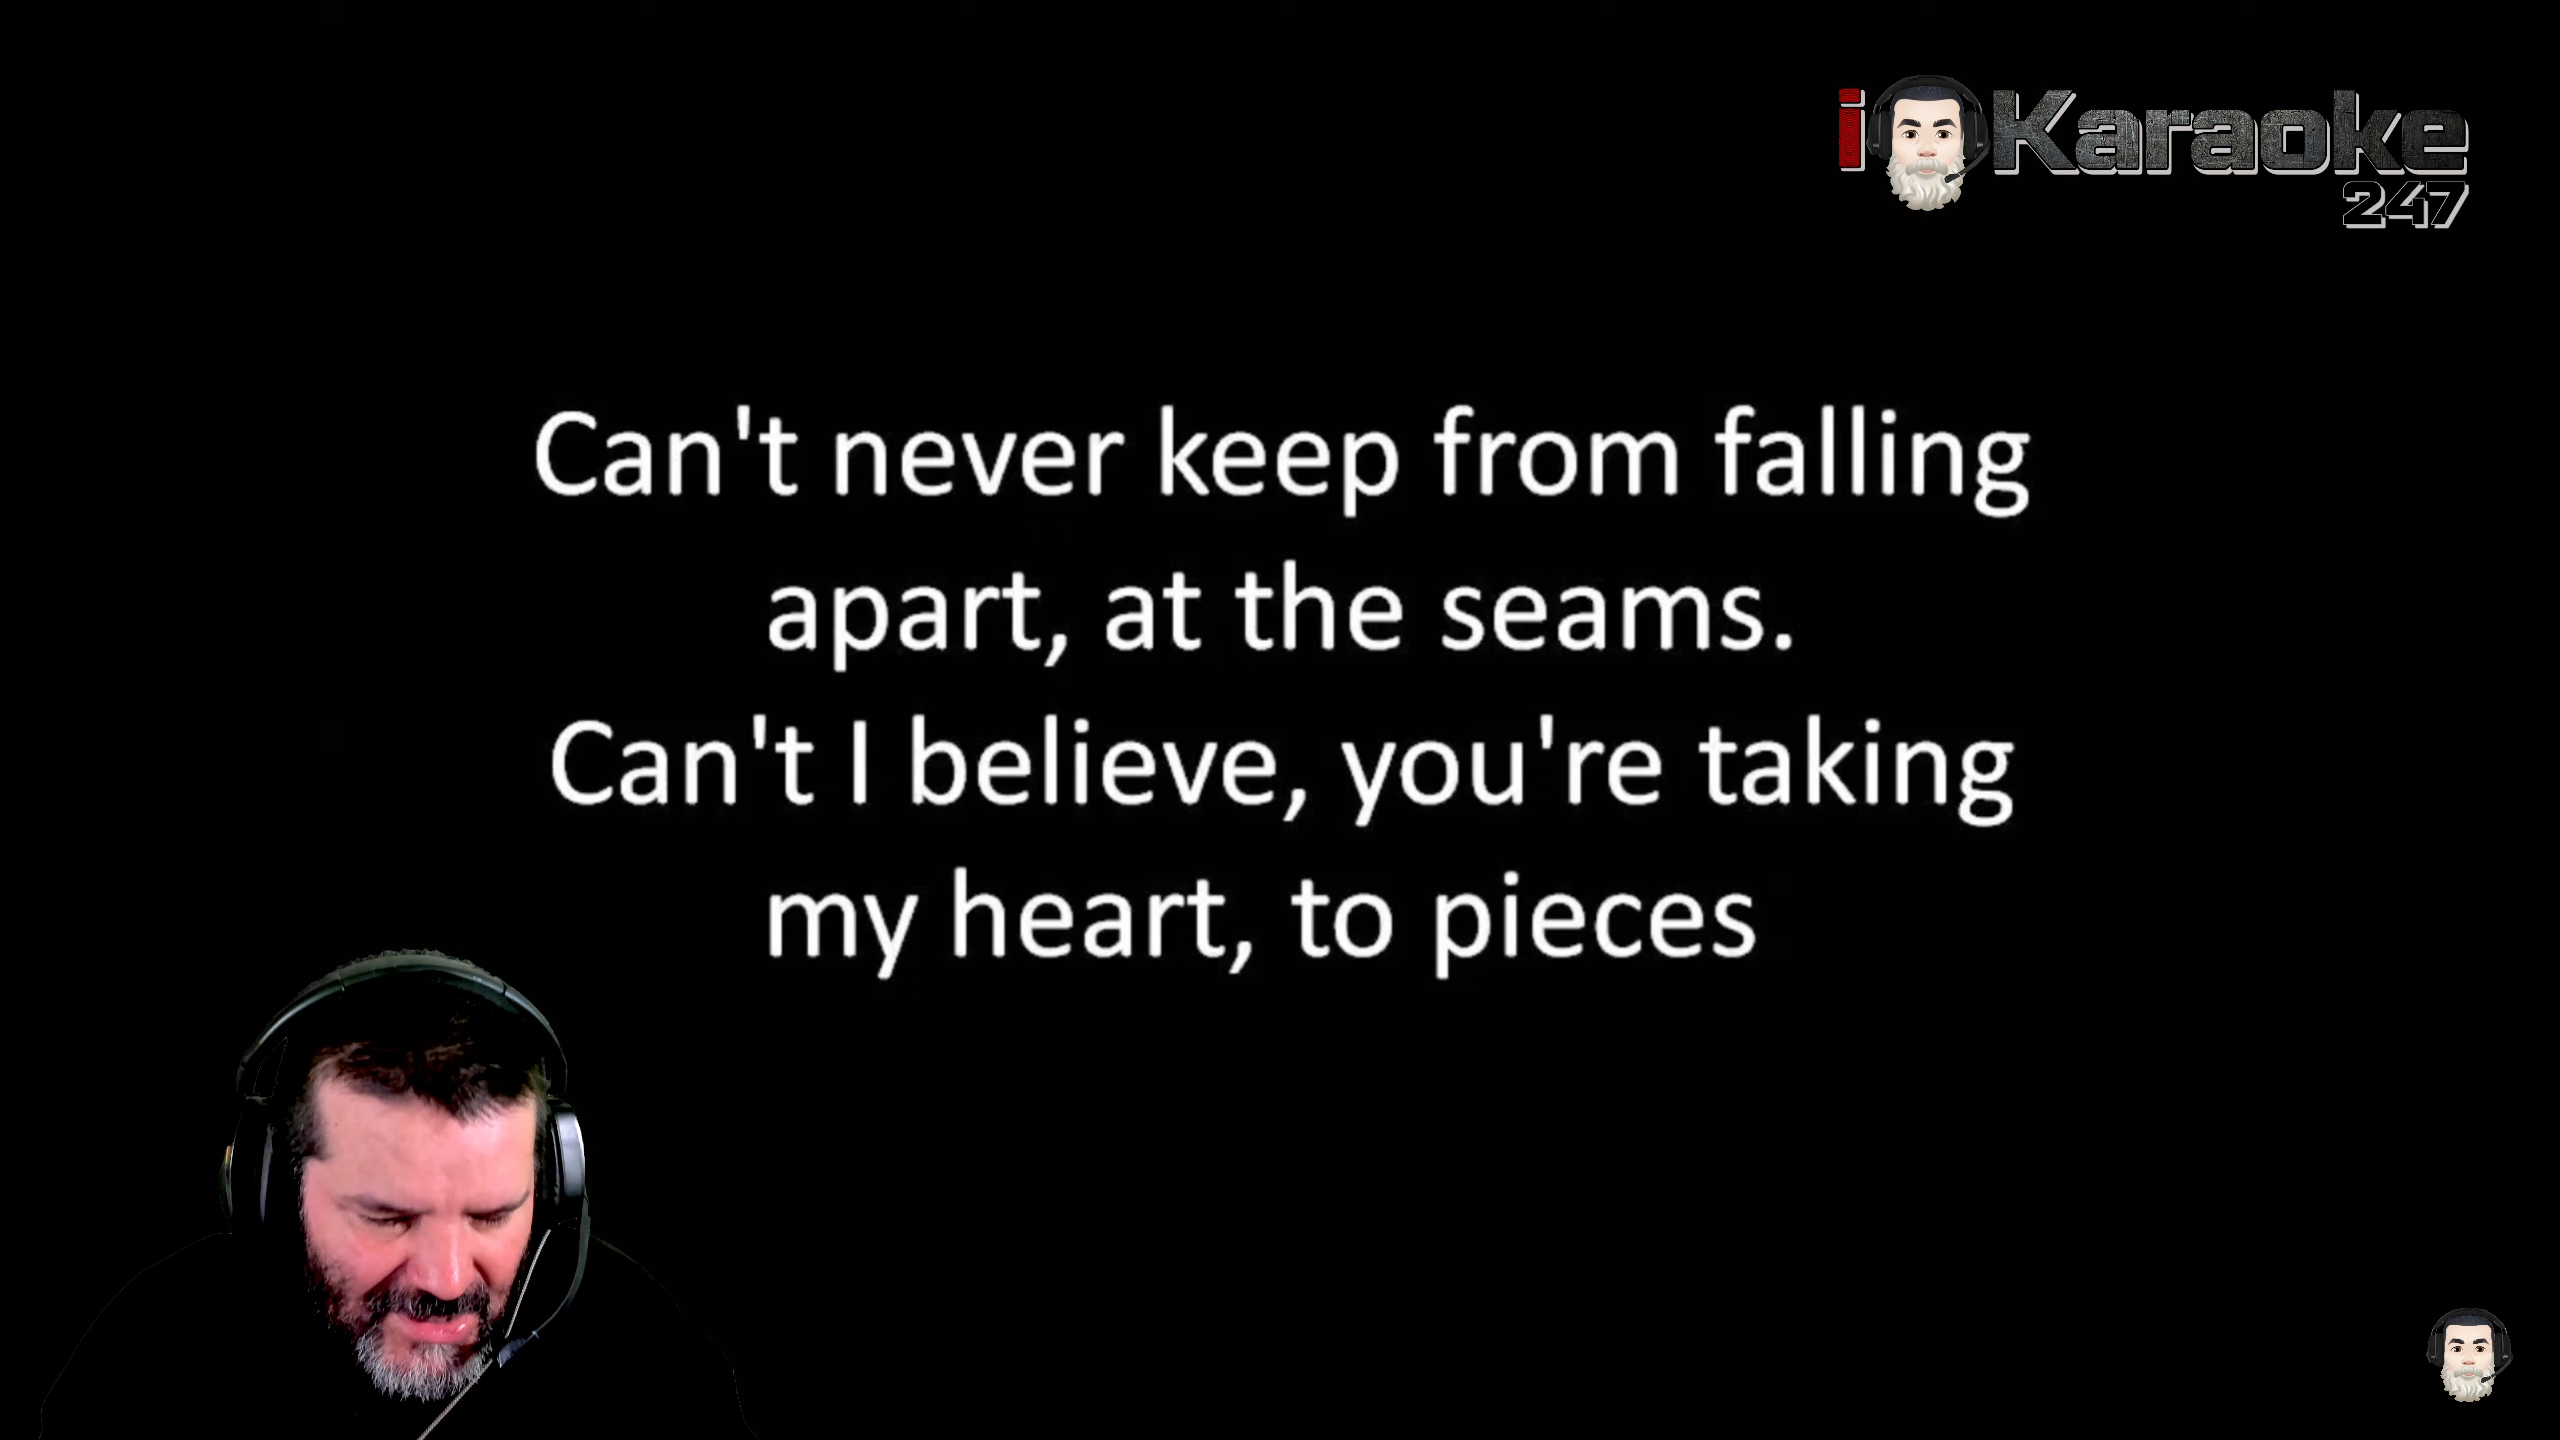 iKaraoke
247
Can't never keep from falling
apart, at the seams.
Can't I believe, you're taking
my heart, to pieces